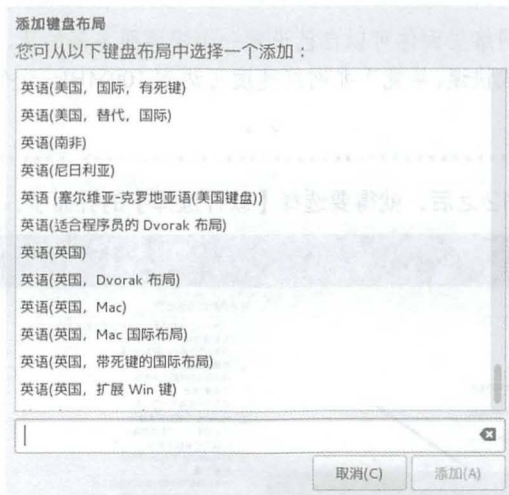 添加键盘布局
您可从以下键盘布局中选择一个添加：
英语(美国，国际，有死键)
英语(美国，替代，国际)
英语(南非)
英语(尼日利亚)
英语 (塞尔维亚-克罗地亚语(美国键盘))
英语(适合程序员的 Dvorak 布局)
英语(英国)
英语(英国，Dvorak 布局)
英语(英国，Mac)
英语(英国，Mac 国际布局)
英语(英国，带死键的国际布局)
英语(英国，扩展 Win 键)
取消(C)
添加(A)